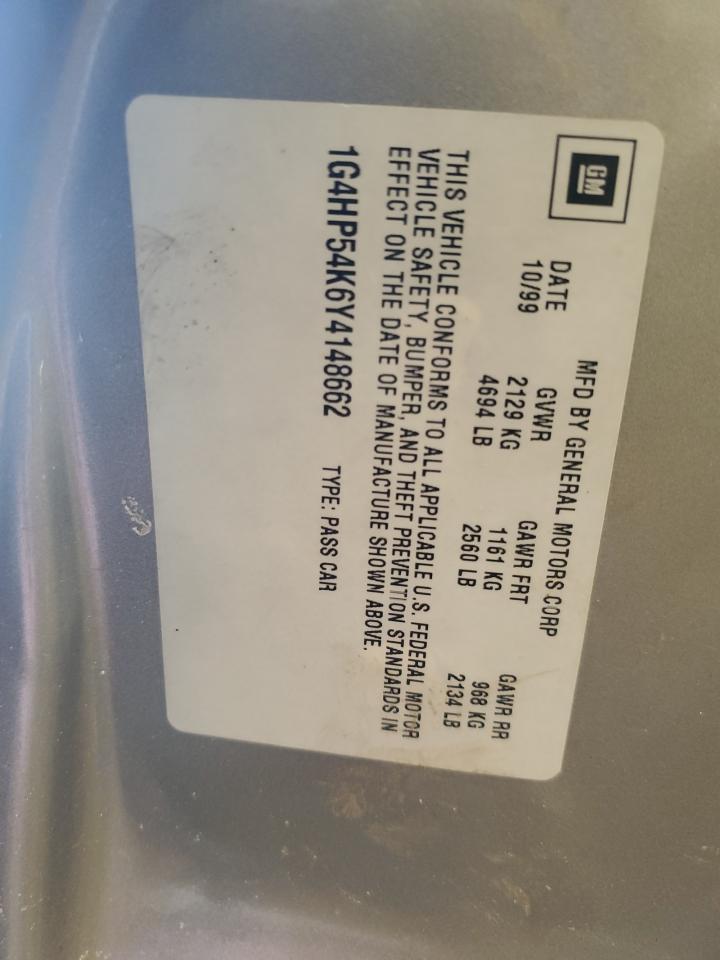 GM
MFD BY GENERAL MOTORS CORP
DATE GVWR GAWR FRT GAWR RR
10/99 2129 KG 1161 KG 968 KG
4694 LB 2560 LB 2134 LB
THIS VEHICLE CONFORMS TO ALL APPLICABLE U.S. FEDERAL MOTOR
VEHICLE SAFETY, BUMPER, AND THEFT PREVENTION STANDARDS IN
EFFECT ON THE DATE OF MANUFACTURE SHOWN ABOVE.
1G4HP54K6Y4148662 TYPE: PASS CAR